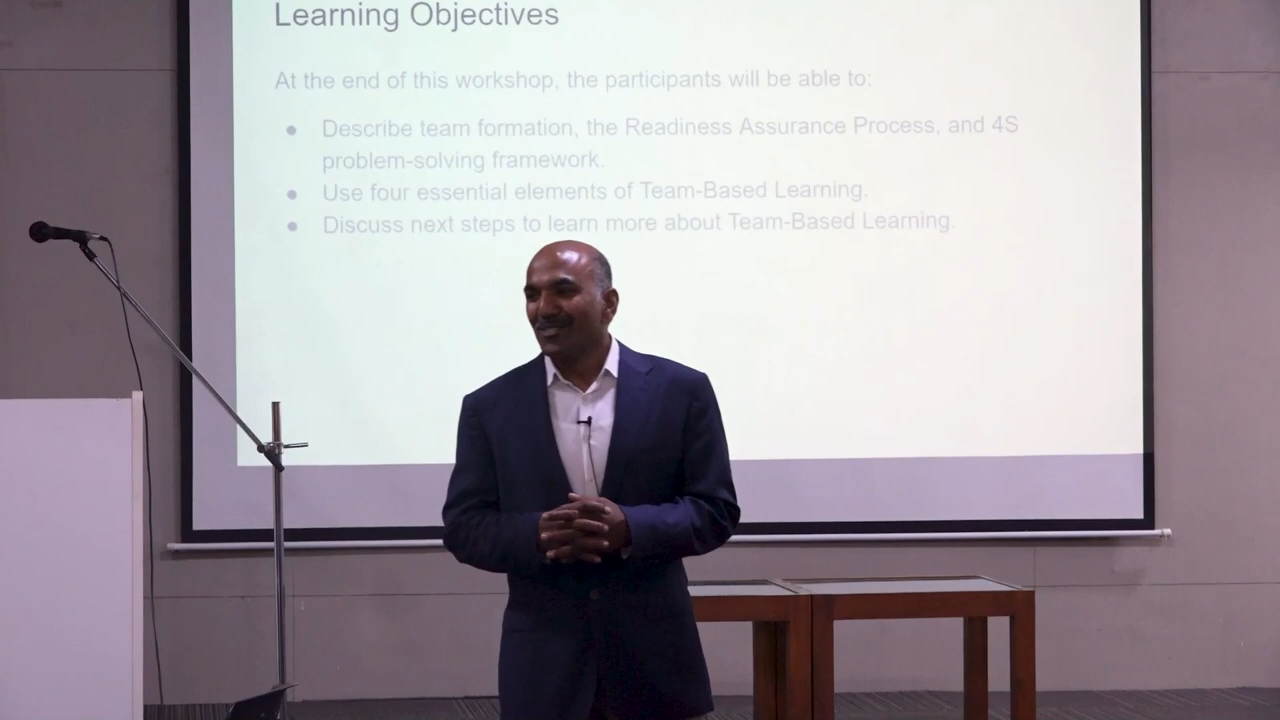 Learning Objectives
At the end of this workshop, the participants will be able to:
● Describe team formation, the Readiness Assurance Process, and 4S
problem-solving framework.
● Use four essential elements of Team-Based Learning.
● Discuss next steps to learn more about Team-Based Learning.